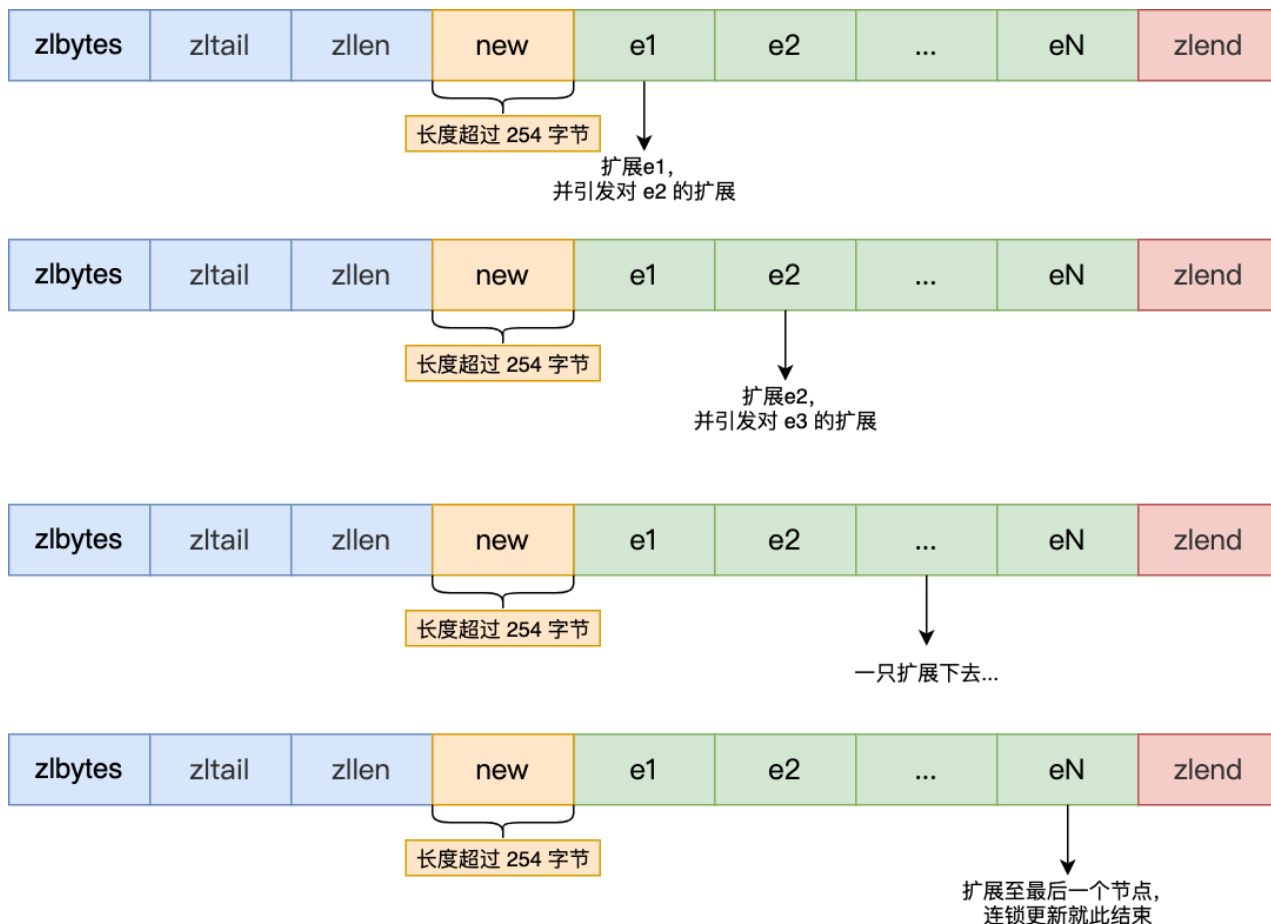 zlbytes zltail zllen new e1 e2 ... eN zlend
长度超过 254 字节
扩展e1,
并引发对 e2 的扩展
zlbytes zltail zllen new e1 e2 ... eN zlend
长度超过 254 字节
扩展e2,
并引发对 e3 的扩展
zlbytes zltail zllen new e1 e2 ... eN zlend
长度超过 254 字节
一只扩展下去...
zlbytes zltail zllen new e1 e2 ... eN zlend
长度超过 254 字节
扩展至最后一个节点,
连锁更新就此结束